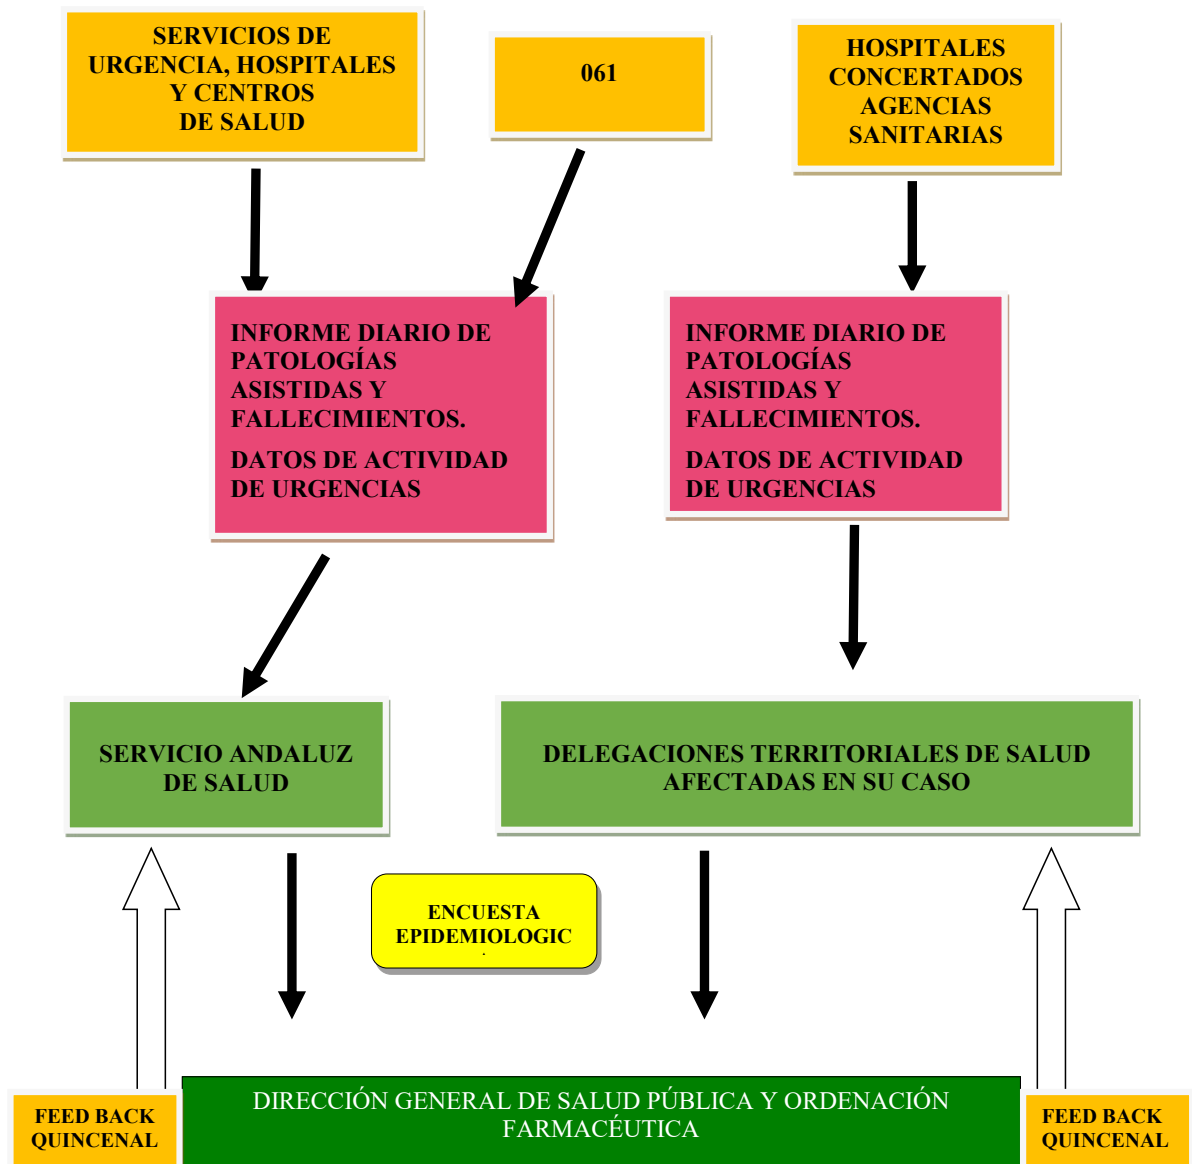 SERVICIOS DE
URGENCIA, HOSPITALES
Y CENTROS
DE SALUD
061
HOSPITALES
CONCERTADOS
AGENCIAS
SANITARIAS
INFORME DIARIO DE
PATOLOGÍAS
ASISTIDAS Y
FALLECIMIENTOS.
DATOS DE ACTIVIDAD
DE URGENCIAS
INFORME DIARIO DE
PATOLOGÍAS
ASISTIDAS Y
FALLECIMIENTOS.
DATOS DE ACTIVIDAD
DE URGENCIAS
SERVICIO ANDALUZ
DE SALUD
DELEGACIONES TERRITORIALES DE SALUD
AFECTADAS EN SU CASO
ENCUESTA
EPIDEMIOLOGIC
FEED BACK
QUINCENAL
DIRECCIÓN GENERAL DE SALUD PÚBLICA Y ORDENACIÓN
FARMACÉUTICA
FEED BACK
QUINCENAL